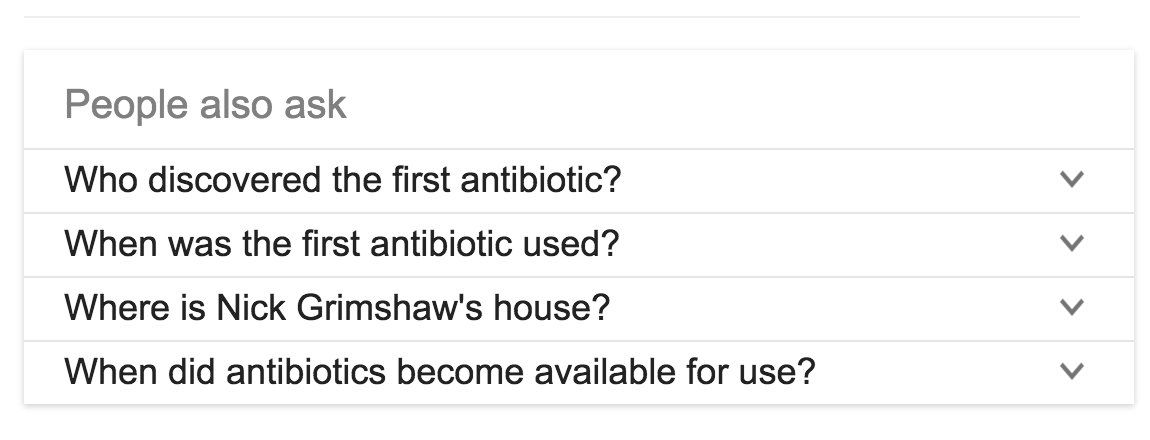 People also ask
Who discovered the first antibiotic?
When was the first antibiotic used?
Where is Nick Grimshaw's house?
When did antibiotics become available for use?